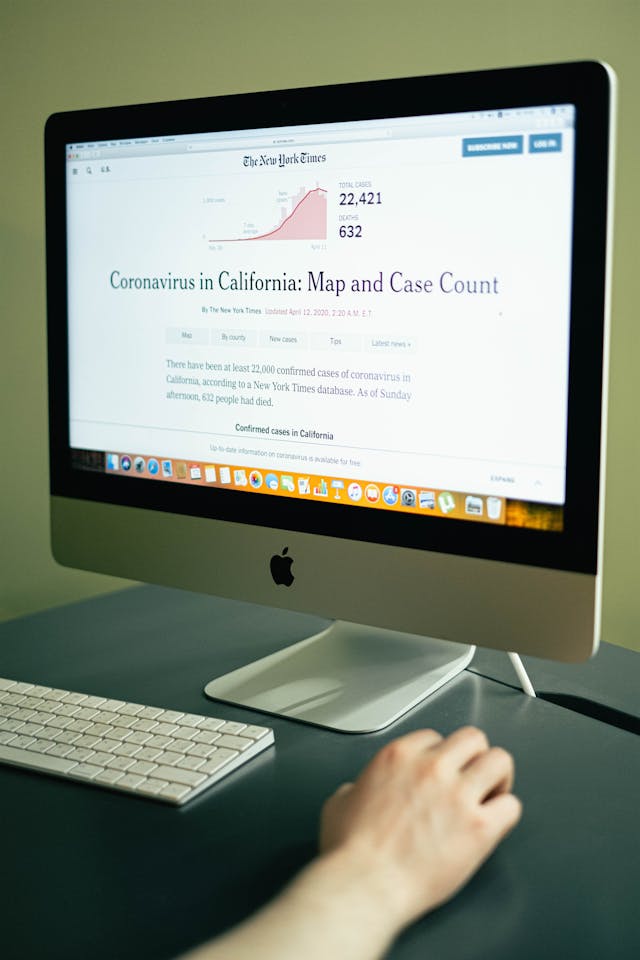 The New York Times
SUBSCRIBE NOW
LOG IN
U.S.
1,000 cases
New cases
7-day average
0
April 11
TOTAL CASES
22,421
DEATHS
632
Coronavirus in California: Map and Case Count
By The New York Times Updated April 12, 2020, 2:20 A.M. E.T.
Map
By county
New cases
Tips
Latest news
There have been at least 22,000 confirmed cases of coronavirus in
California, according to a New York Times database. As of Sunday
afternoon, 632 people had died.
Confirmed cases in California
Up-to-date information on coronavirus is available for free.
EXPAND